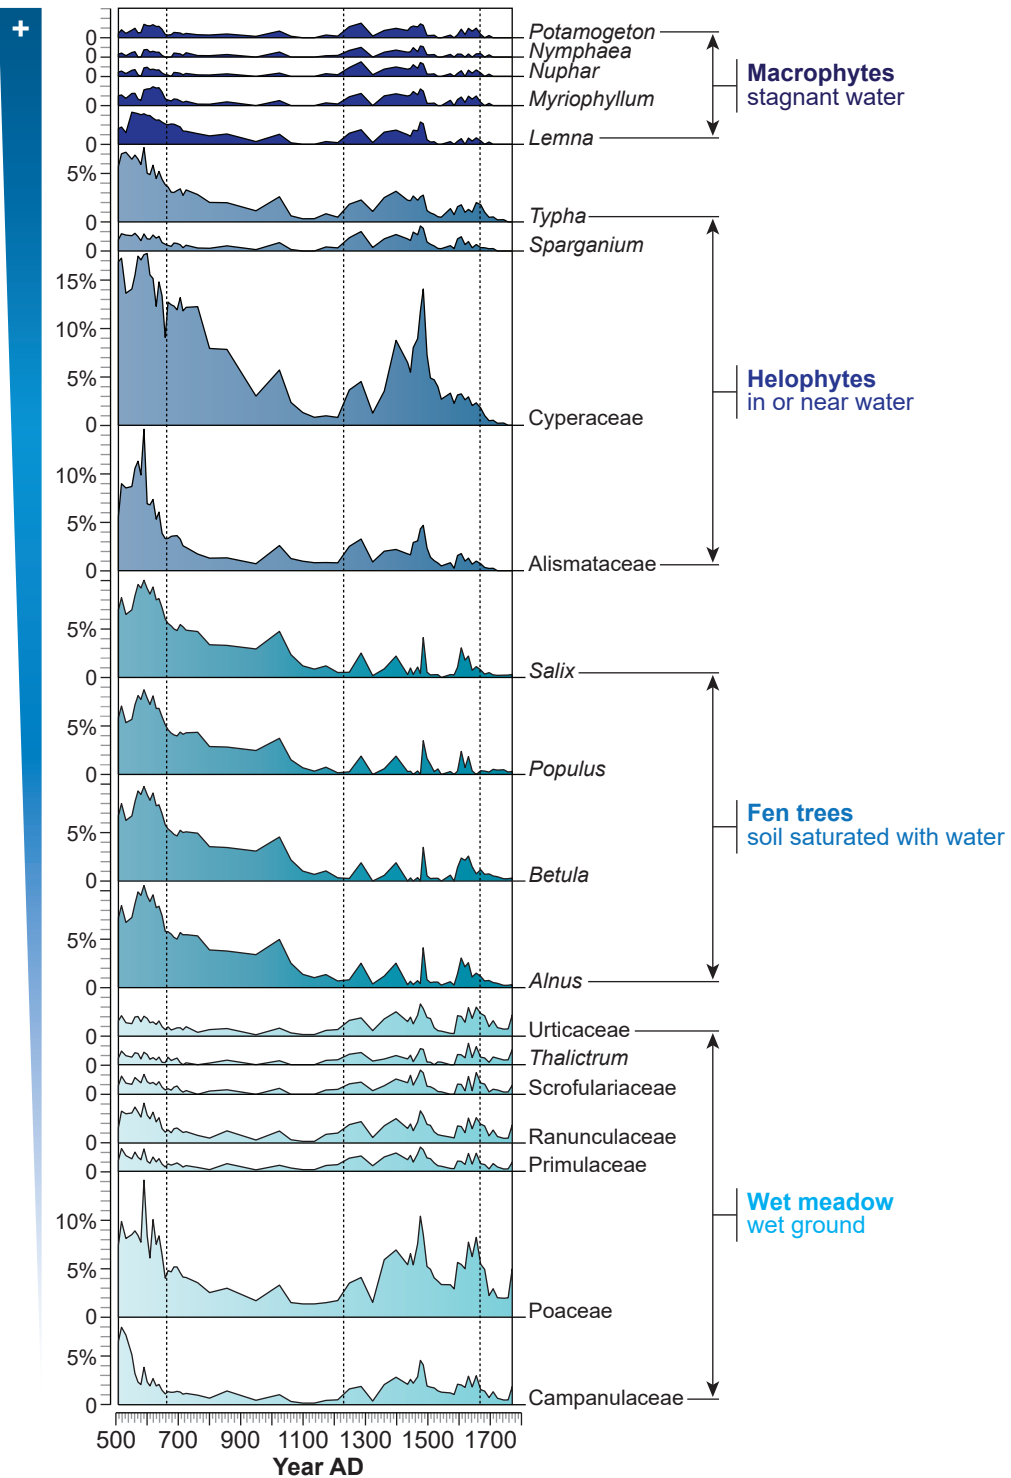 +
0 Potamogeton
0 Nymphaea
0 Nuphar
Macrophytes
stagnant water
0 Myriophyllum
0 Lemna
5%
0 Typha
0 Sparganium
15%
10%
5%
0 Cyperaceae
Helophytes
in or near water
10%
5%
0 Alismataceae
5%
0 Salix
5%
0 Populus
5%
0 Betula
Fen trees
soil saturated with water
5%
0 Alnus
0 Urticaceae
0 Thalictrum
0 Scrofulariaceae
0 Ranunculaceae
0 Primulaceae
Wet meadow
wet ground
10%
5%
0 Poaceae
5%
0 Campanulaceae
500 700 900 1100 1300 1500 1700
Year AD